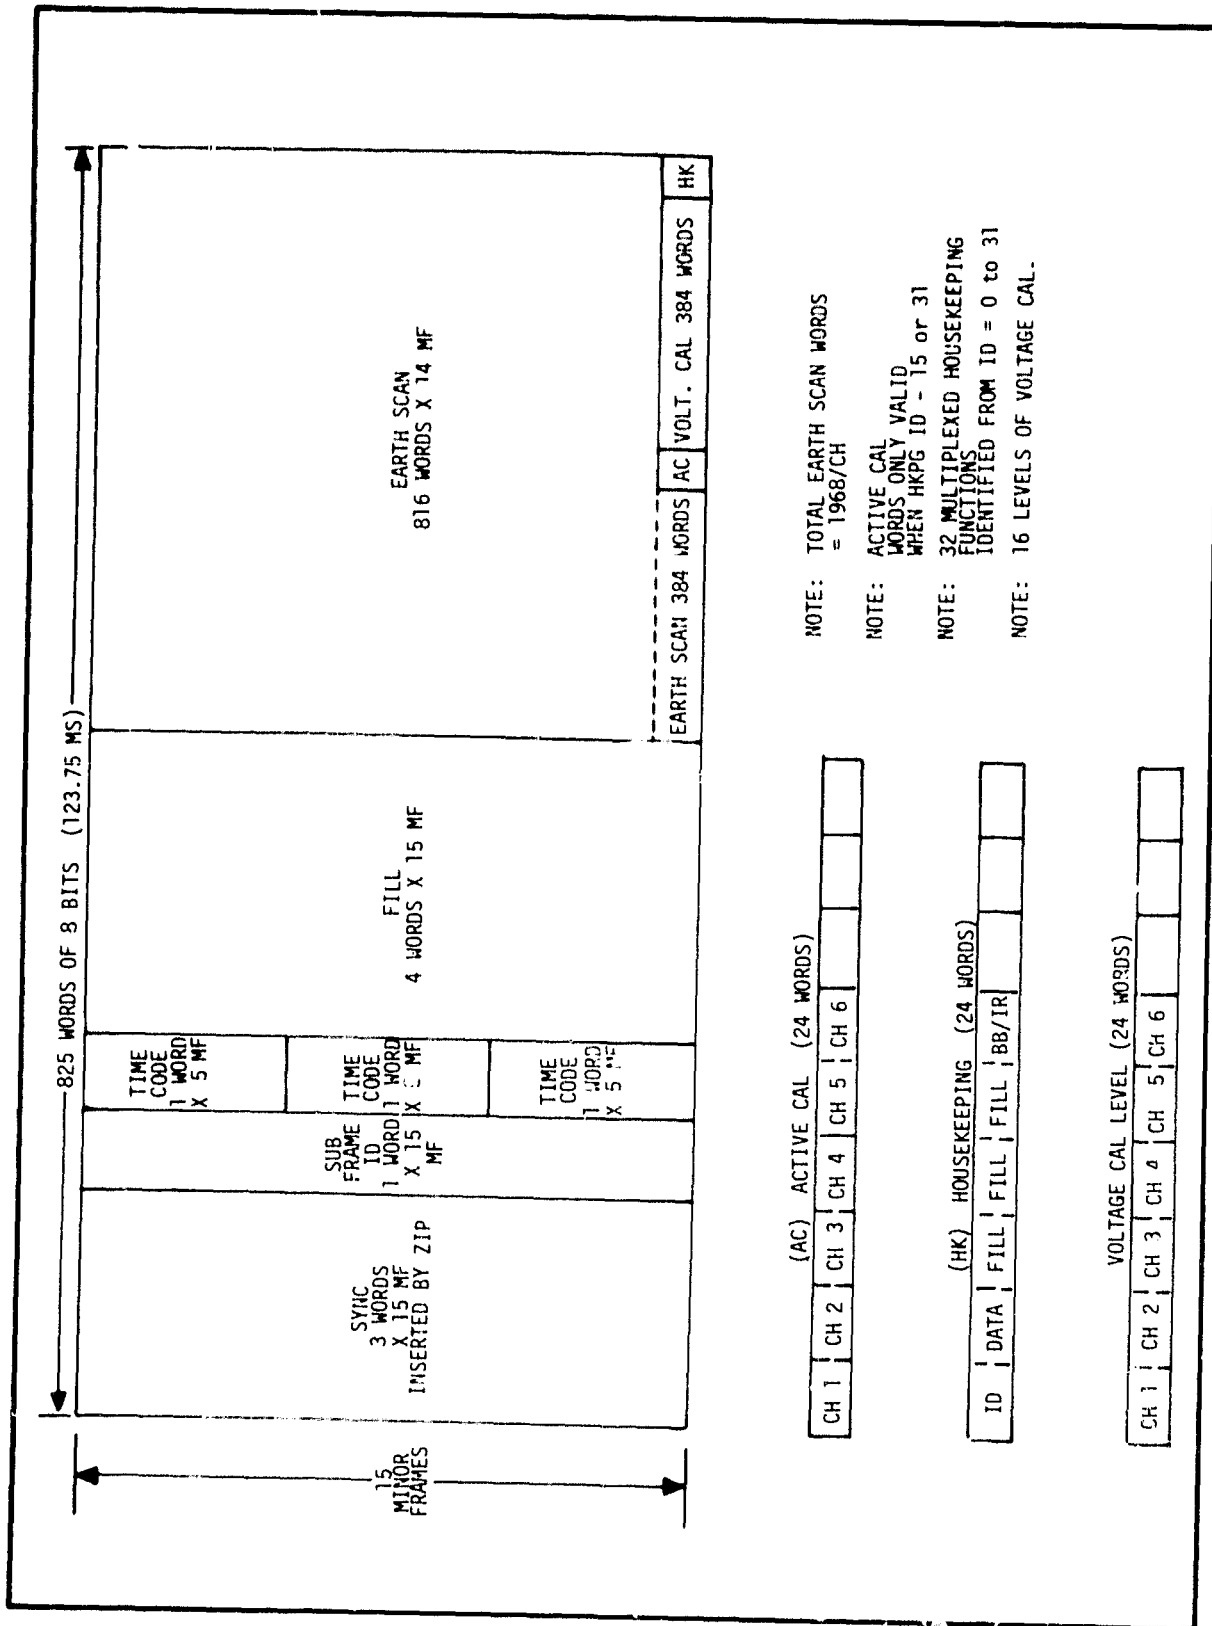 825 WORDS OF 8 BITS (123.75 MS)
15
MINOR
FRAMES
SYNC
3 WORDS
X 15 MF
INSERTED BY ZIP
SUB
FRAME
ID
1 WORD
X 15
MF
TIME
CODE
1 WORD
X 5 MF
TIME
CODE
1 WORD
X MF
TIME
CODE
1 WORD
X 5 MF
FILL
4 WORDS X 15 MF
EARTH SCAN
816 WORDS X 14 MF
EARTH SCAN 384 WORDS
AC
VOLT. CAL 384 WORDS
HK
(AC) ACTIVE CAL (24 WORDS)
CH 1 CH 2 CH 3 CH 4 CH 5 CH 6
(HK) HOUSEKEEPING (24 WORDS)
ID DATA FILL FILL FILL BB/IR
VOLTAGE CAL LEVEL (24 WORDS)
CH 1 CH 2 CH 3 CH 4 CH 5 CH 6
NOTE: TOTAL EARTH SCAN WORDS
= 1968/CH
NOTE: ACTIVE CAL
WORDS ONLY VALID
WHEN HKPG ID - 15 or 31
NOTE: 32 MULTIPLEXED HOUSEKEEPING
FUNCTIONS
IDENTIFIED FROM ID = 0 to 31
NOTE: 16 LEVELS OF VOLTAGE CAL.